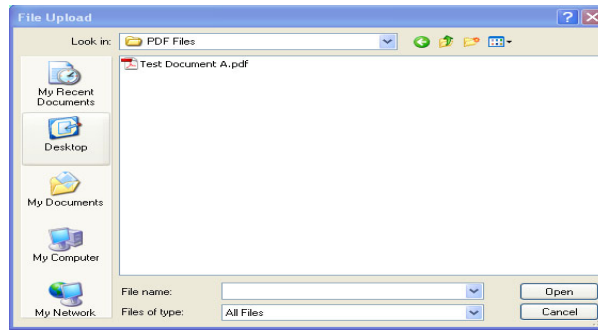 File Upload
Look in: PDF Files
Test Document A.pdf
My Recent
Documents
Desktop
My Documents
My Computer
My Network
File name:
Open
Files of type: All Files
Cancel